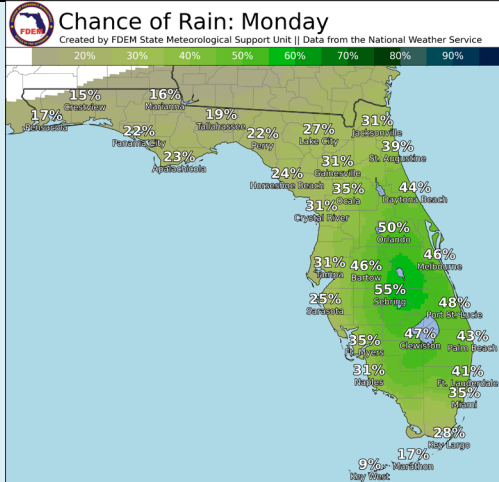 FDEM
Chance of Rain: Monday
Created by FDEM State Meteorological Support Unit || Data from the National Weather Service
20% 30% 40% 50% 60% 70% 80% 90%
15%
Crestview
16%
Marianna
17%
Pensacola
19%
Tallahassee
22%
Panama City
22%
Perry
27%
Lake City
31%
Jacksonville
23%
Apalachicola
39%
St. Augustine
31%
Gainesville
24%
Horseshoe Beach
35%
Ocala
44%
Daytona Beach
31%
Crystal River
50%
Orlando
46%
Melbourne
31%
Tampa
46%
Bartow
55%
Sebring
25%
Sarasota
48%
Port St. Lucie
47%
Clewiston
43%
Palm Beach
35%
Ft. Myers
31%
Naples
41%
Ft. Lauderdale
35%
Miami
28%
Key Largo
17%
Marathon
9%
Key West